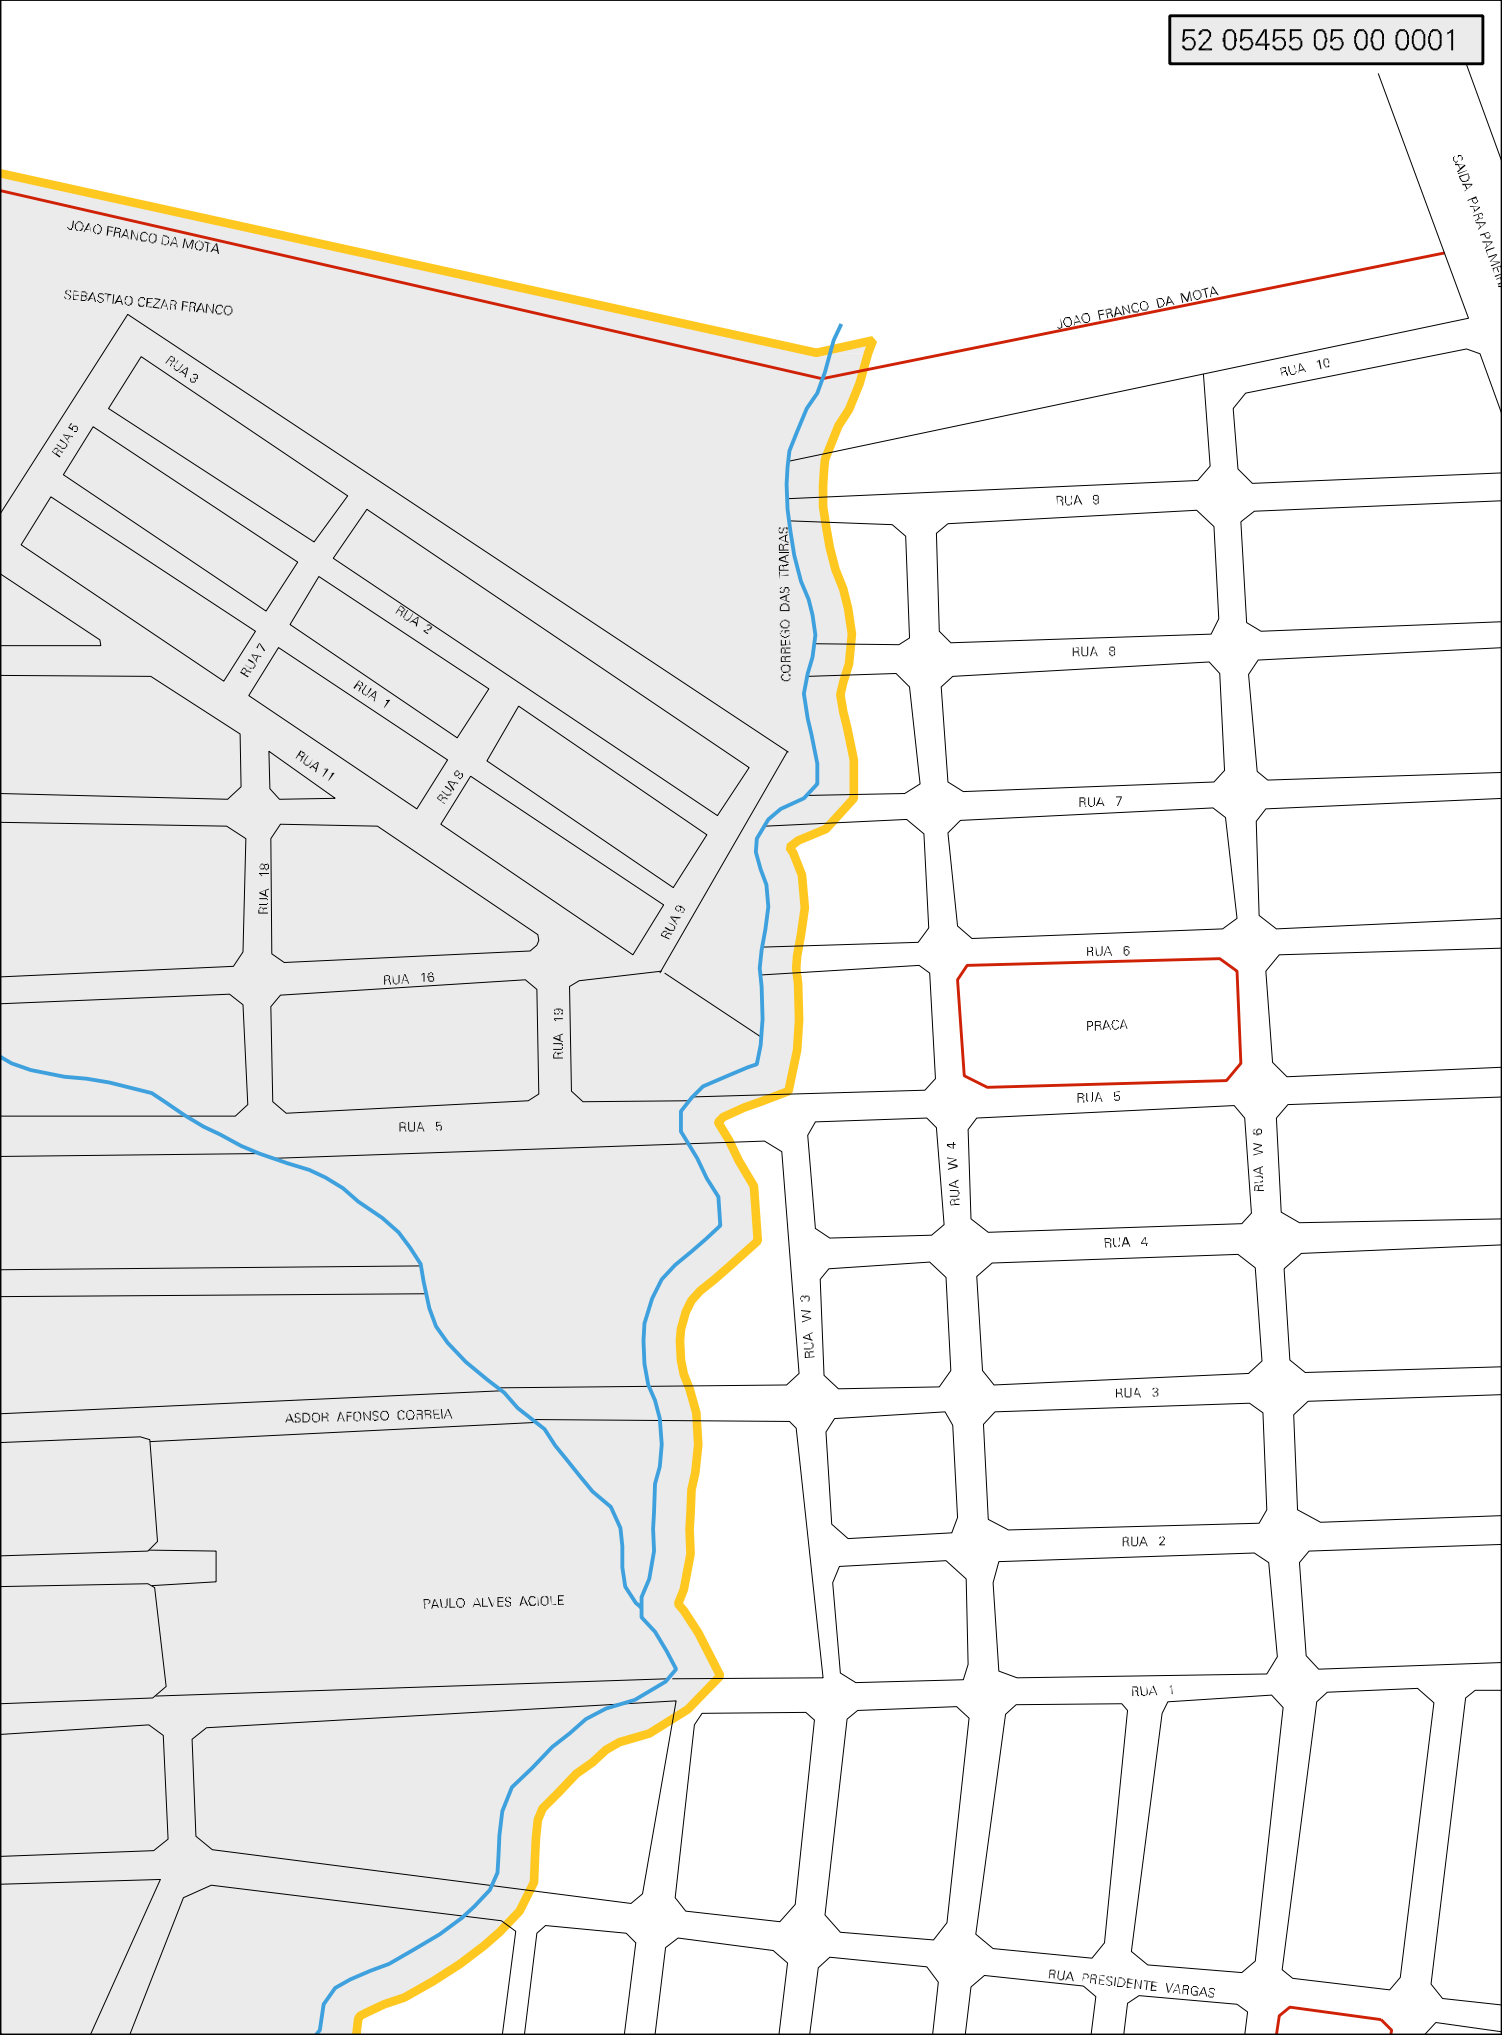 52 05455 05 00 0001
JOAO FRANCO DA MOTA
SEBASTIAO CEZAR FRANCO
JOAO FRANCO DA MOTA
SAIDA PARA
RUA 10
RUA 3
RUA 5
RUA 9
CORREGO DAS TRAIRAS
RUA 2
RUA 8
RUA 7
RUA 1
RUA 11
RUA 8
RUA 7
RUA 18
RUA 9
RUA 6
RUA 16
RUA 19
PRACA
RUA 5
RUA 5
RUA W 4
RUA W 6
RUA 4
RUA W 3
RUA 3
ASDOR AFONSO CORREIA
RUA 2
PAULO ALVES ACIOLE
RUA 1
RUA PRESIDENTE VARGAS